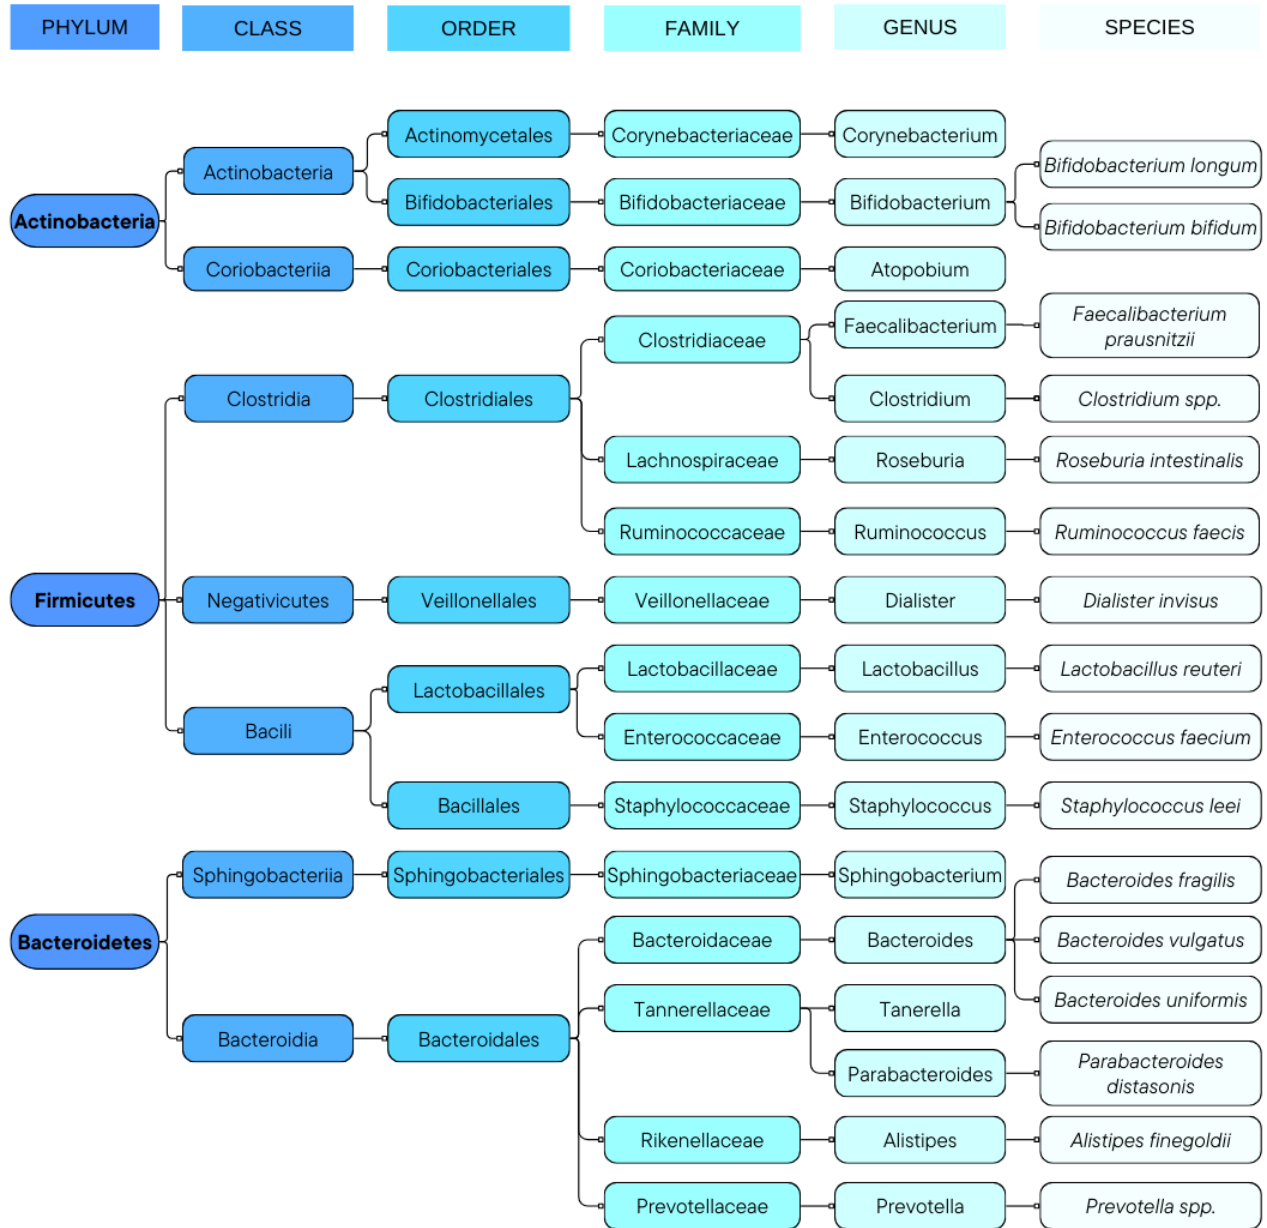 PHYLUM
CLASS
ORDER
FAMILY
GENUS
SPECIES
Actinobacteria
Actinobacteria
Actinomycetales
Corynebacteriaceae
Corynebacterium
Bifidobacteriales
Bifidobacteriaceae
Bifidobacterium
Bifidobacterium longum
Bifidobacterium bifidum
Coriobacteriia
Coriobacteriales
Coriobacteriaceae
Atopobium
Firmicutes
Clostridia
Clostridiales
Clostridiaceae
Faecalibacterium
Faecalibacterium
prausnitzii
Clostridium
Clostridium spp.
Lachnospiraceae
Roseburia
Roseburia intestinalis
Ruminococcaceae
Ruminococcus
Ruminococcus faecis
Negativicutes
Veillonellales
Veillonellaceae
Dialister
Dialister invisus
Bacili
Lactobacillales
Lactobacillaceae
Lactobacillus
Lactobacillus reuteri
Enterococcaceae
Enterococcus
Enterococcus faecium
Bacillales
Staphylococcaceae
Staphylococcus
Staphylococcus leei
Bacteroidetes
Sphingobacteriia
Sphingobacteriales
Sphingobacteriaceae
Sphingobacterium
Bacteroidia
Bacteroidales
Bacteroidaceae
Bacteroides
Bacteroides fragilis
Bacteroides vulgatus
Bacteroides uniformis
Tannerellaceae
Tanerella
Parabacteroides
Parabacteroides
distasonis
Rikenellaceae
Alistipes
Alistipes finegoldii
Prevotellaceae
Prevotella
Prevotella spp.